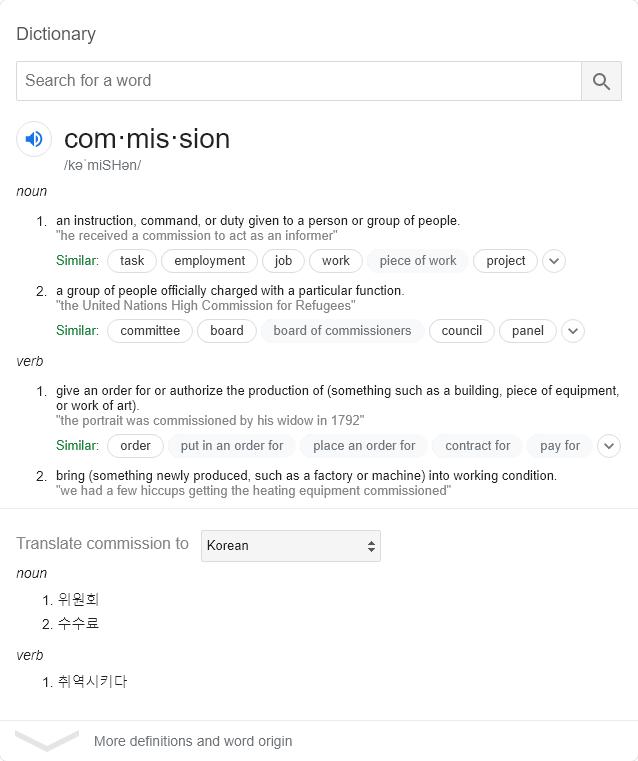 Dictionary
Search for a word
com·mis·sion
/kəˈmiSHən/
noun
1. an instruction, command, or duty given to a person or group of people.
"he received a commission to act as an informer"
Similar: task employment job work piece of work project
2. a group of people officially charged with a particular function.
"the United Nations High Commission for Refugees"
Similar: committee board board of commissioners council panel
verb
1. give an order for or authorize the production of (something such as a building, piece of equipment,
or work of art).
"the portrait was commissioned by his widow in 1792"
Similar: order put in an order for place an order for contract for pay for
2. bring (something newly produced, such as a factory or machine) into working condition.
"we had a few hiccups getting the heating equipment commissioned"
Translate commission to Korean
noun
1. 위원회
2. 수수료
verb
1. 취역시키다
More definitions and word origin